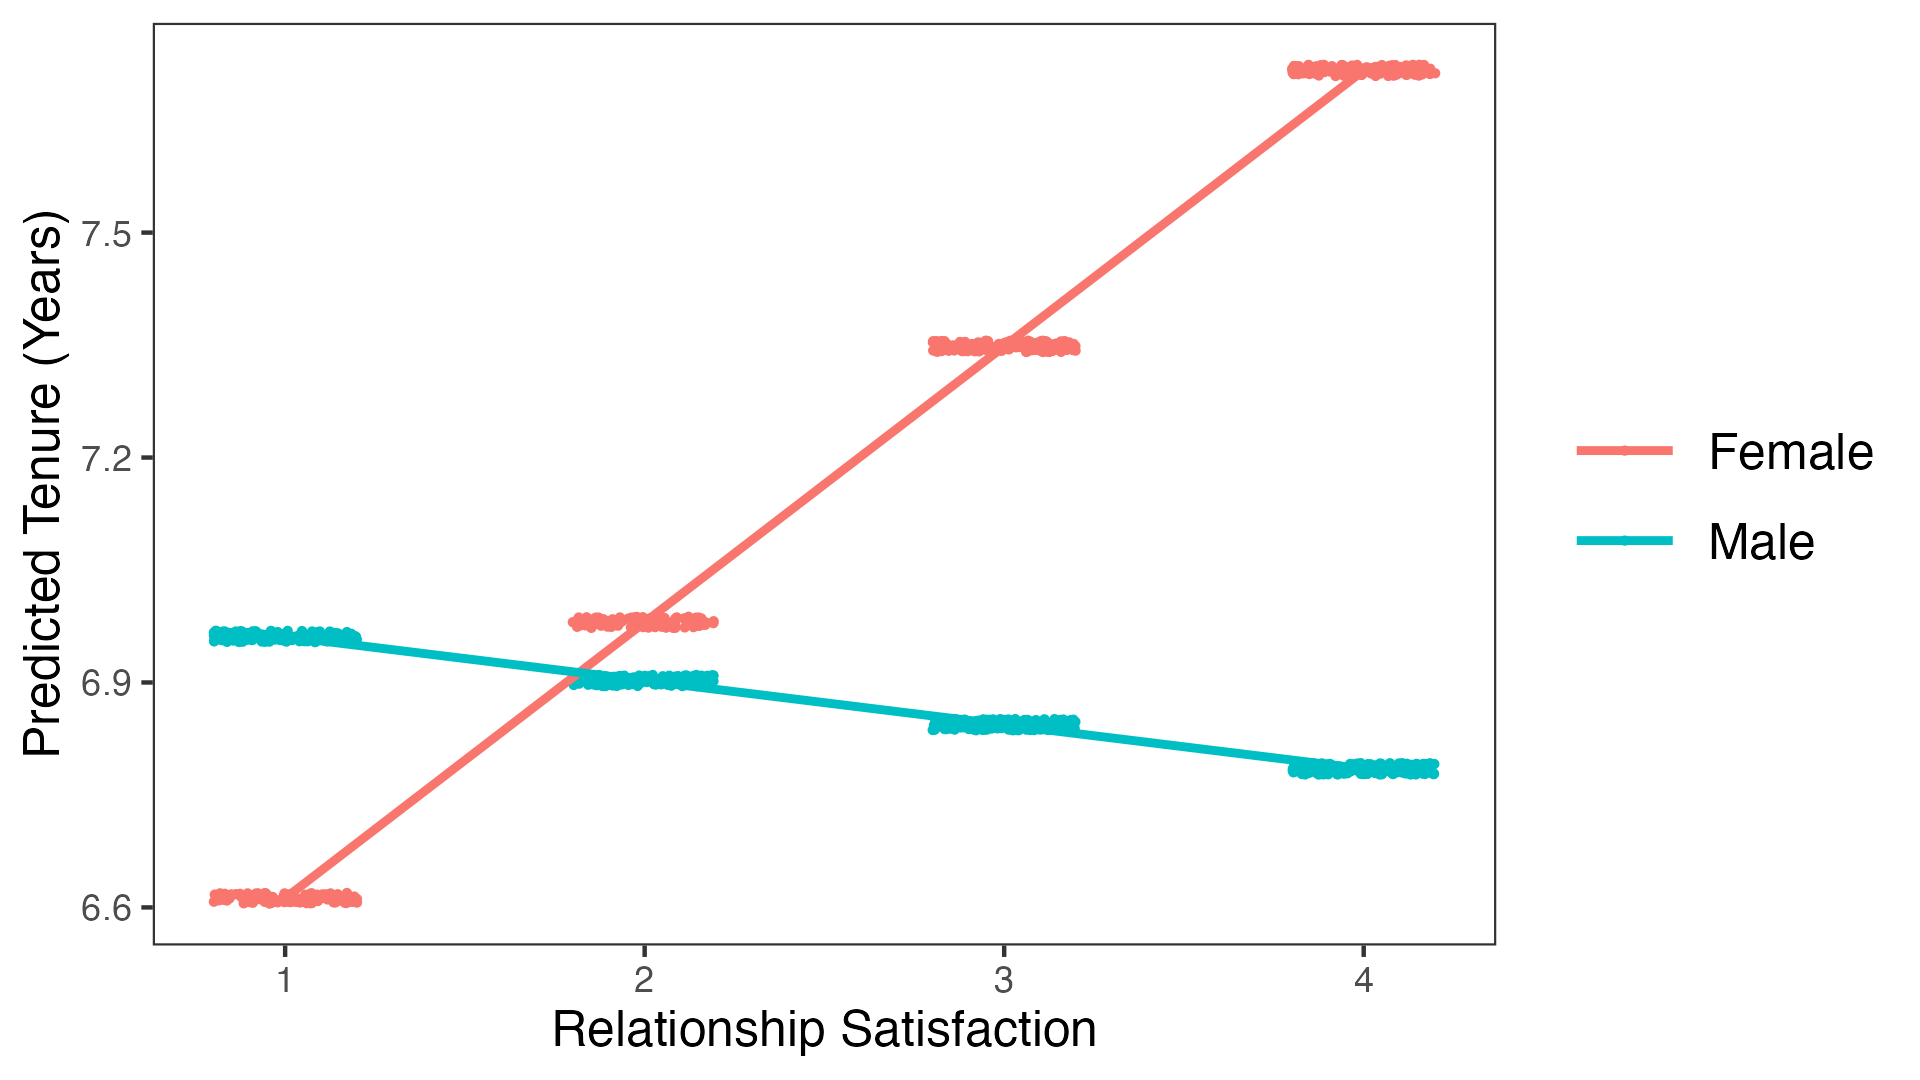 Predicted Tenure (Years)
7.5
7.2
6.9
6.6
1
2
3
4
Relationship Satisfaction
Female
Male